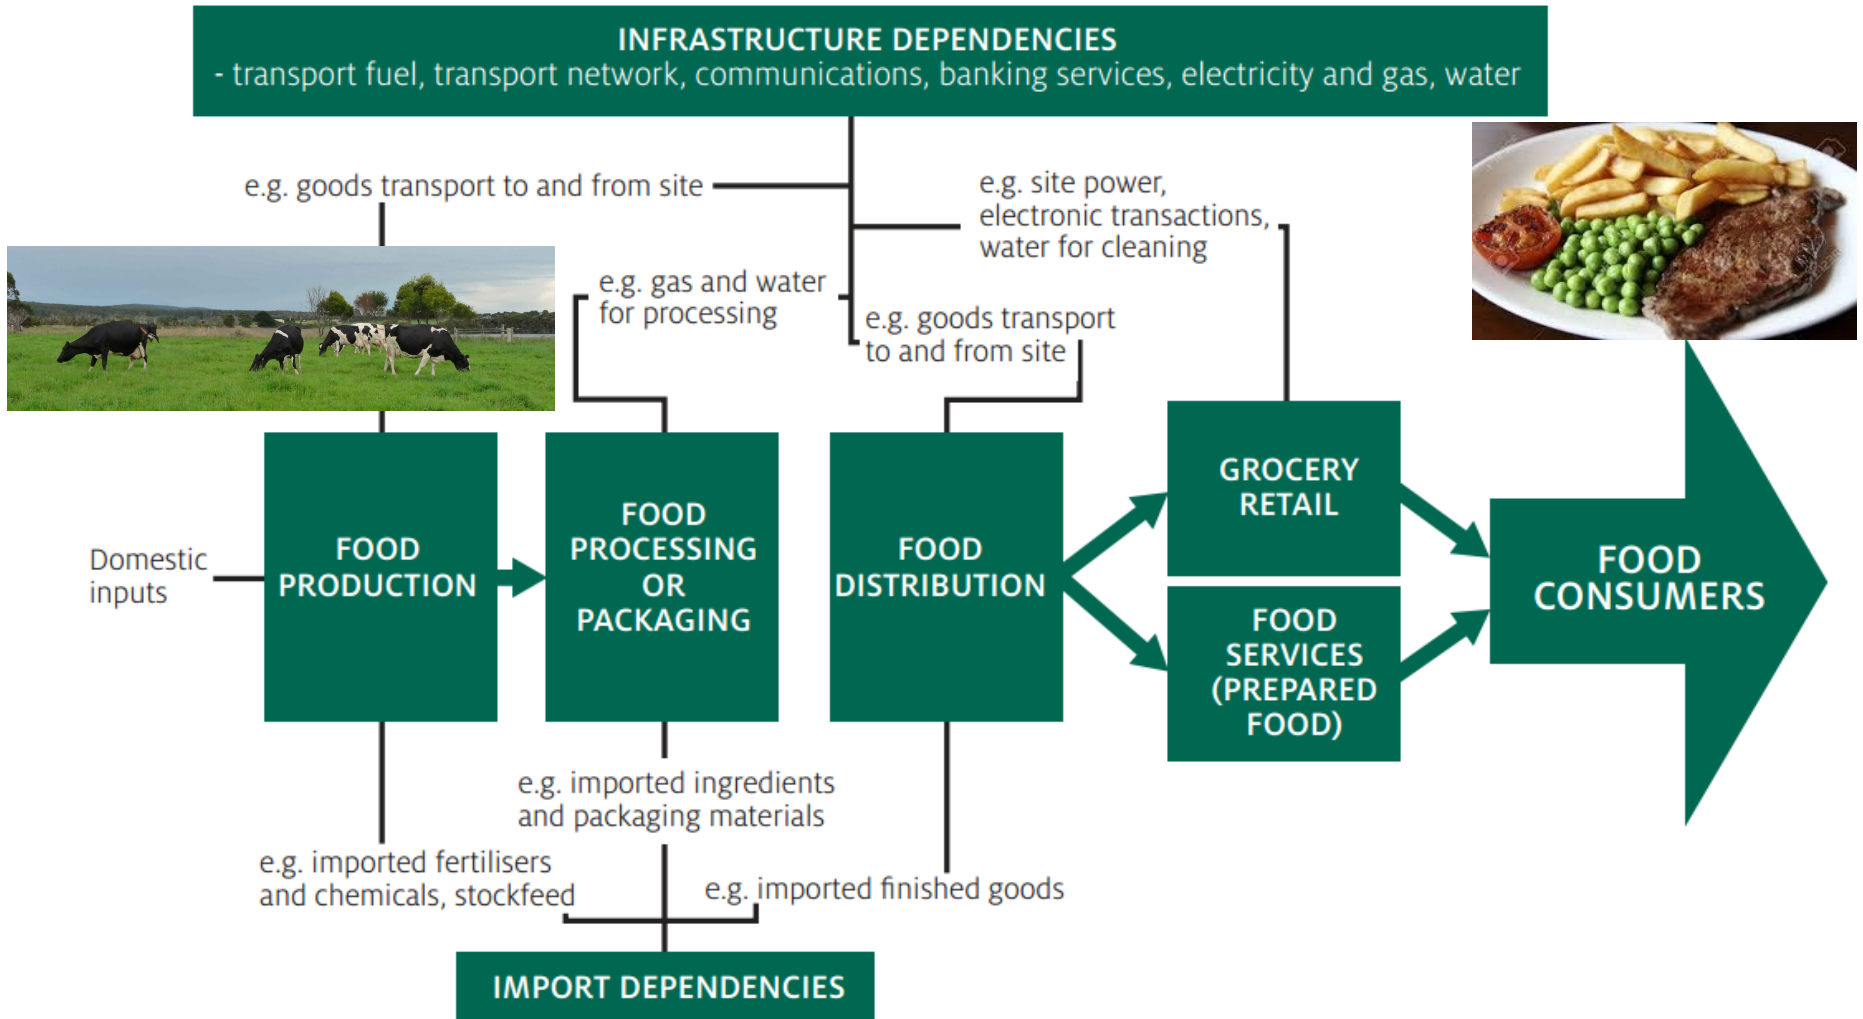 INFRASTRUCTURE DEPENDENCIES
- transport fuel, transport network, communications, banking services, electricity and gas, water
e.g. goods transport to and from site
e.g. site power,
electronic transactions,
water for cleaning
e.g. gas and water
for processing
e.g. goods transport
to and from site
Domestic
inputs
FOOD
PRODUCTION
FOOD
PROCESSING
OR
PACKAGING
FOOD
DISTRIBUTION
GROCERY
RETAIL
FOOD
SERVICES
(PREPARED
FOOD)
FOOD
CONSUMERS
e.g. imported ingredients
and packaging materials
e.g. imported fertilisers
and chemicals, stockfeed
e.g. imported finished goods
IMPORT DEPENDENCIES